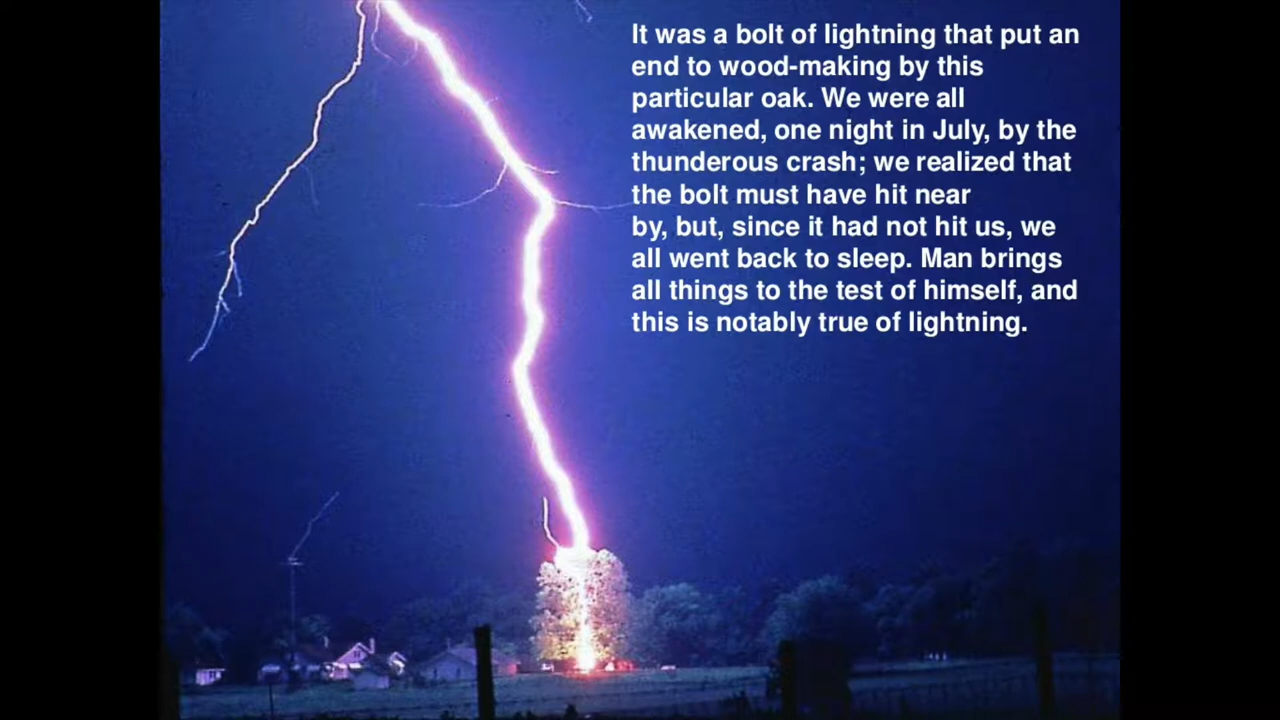 It was a bolt of lightning that put an
end to wood-making by this
particular oak. We were all
awakened, one night in July, by the
thunderous crash; we realized that
the bolt must have hit near
by, but, since it had not hit us, we
all went back to sleep. Man brings
all things to the test of himself, and
this is notably true of lightning.